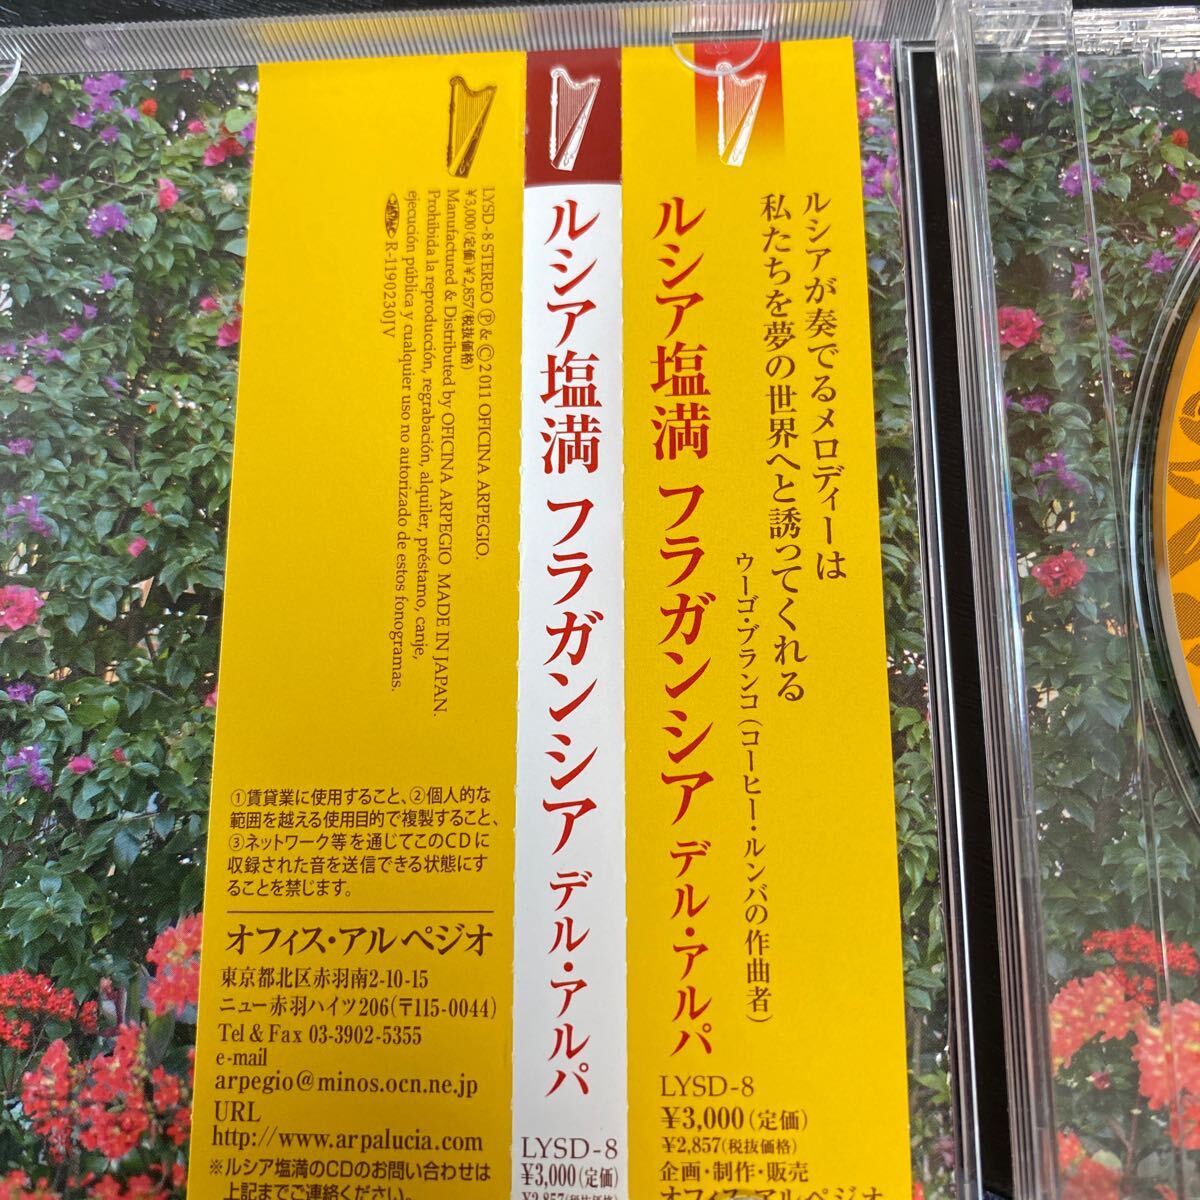 ルシアが奏でるメロディーは
私たちを夢の世界へと誘ってくれる
ウーゴ・ブランコ(コーヒー・ルンバの作曲者)
ルシア塩満 フラガンシア デル・アルパ
LYSD-8
¥3,000(定価)
¥2,857(税抜価格)
企画・制作・販売
オフィス・アルペジオ
ルシア塩満 フラガンシア デル・アルパ
LYSD-8
¥3,000(定価)
¥2,857(税抜価格)
LYSD-8 STEREO Ⓟ & Ⓒ 2011 OFICINA ARPEGIO.
¥3,000(定価)¥2,857(税抜価格)
Manufactured & Distributed by OFICINA ARPEGIO MADE IN JAPAN.
Prohibida la reproducción, regrabación, alquiler, préstamo, canje,
ejecución pública y cualquier uso no autorizado de estos fonogramas.
R-1190230JV
①賃貸業に使用すること、②個人的な
範囲を越える使用目的で複製すること、
③ネットワーク等を通じてこのCDに
収録された音を送信できる状態にす
ることを禁じます。
オフィス・アルペジオ
東京都北区赤羽南2-10-15
ニュー赤羽ハイツ206(〒115-0044)
Tel & Fax 03-3902-5355
e-mail
arpegio@minos.ocn.ne.jp
URL
http://www.arpalucia.com
※ルシア塩満のCDのお問い合わせは
上記までご連絡ください。